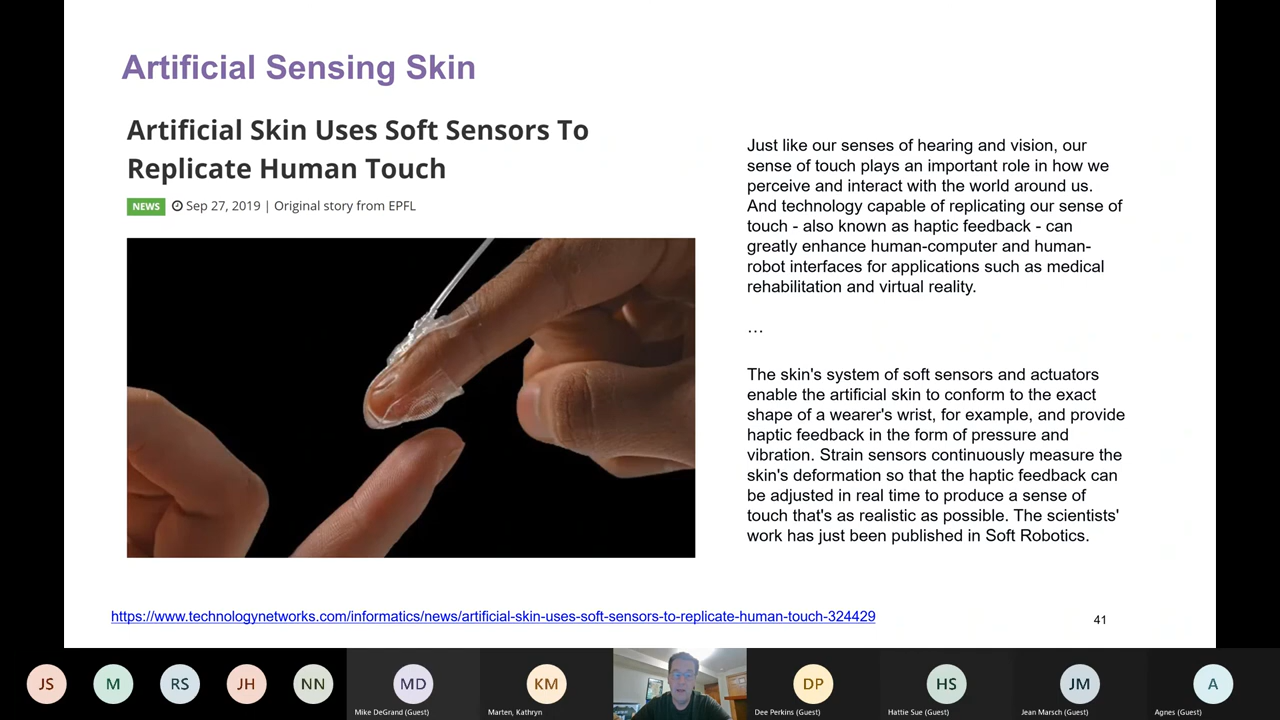 Artificial Sensing Skin
Artificial Skin Uses Soft Sensors To
Replicate Human Touch
NEWS Sep 27, 2019 | Original story from EPFL
Just like our senses of hearing and vision, our
sense of touch plays an important role in how we
perceive and interact with the world around us.
And technology capable of replicating our sense of
touch - also known as haptic feedback - can
greatly enhance human-computer and human-
robot interfaces for applications such as medical
rehabilitation and virtual reality.
…
The skin's system of soft sensors and actuators
enable the artificial skin to conform to the exact
shape of a wearer's wrist, for example, and provide
haptic feedback in the form of pressure and
vibration. Strain sensors continuously measure the
skin's deformation so that the haptic feedback can
be adjusted in real time to produce a sense of
touch that's as realistic as possible. The scientists'
work has just been published in Soft Robotics.
https://www.technologynetworks.com/informatics/news/artificial-skin-uses-soft-sensors-to-replicate-human-touch-324429
41
JS M RS JH NN MD KM DP HS JM A
Mike DeGrand (Guest) Marten, Kathryn Dee Perkins (Guest) Hattie Sue (Guest) Jean Marsch (Guest) Agnes (Guest)